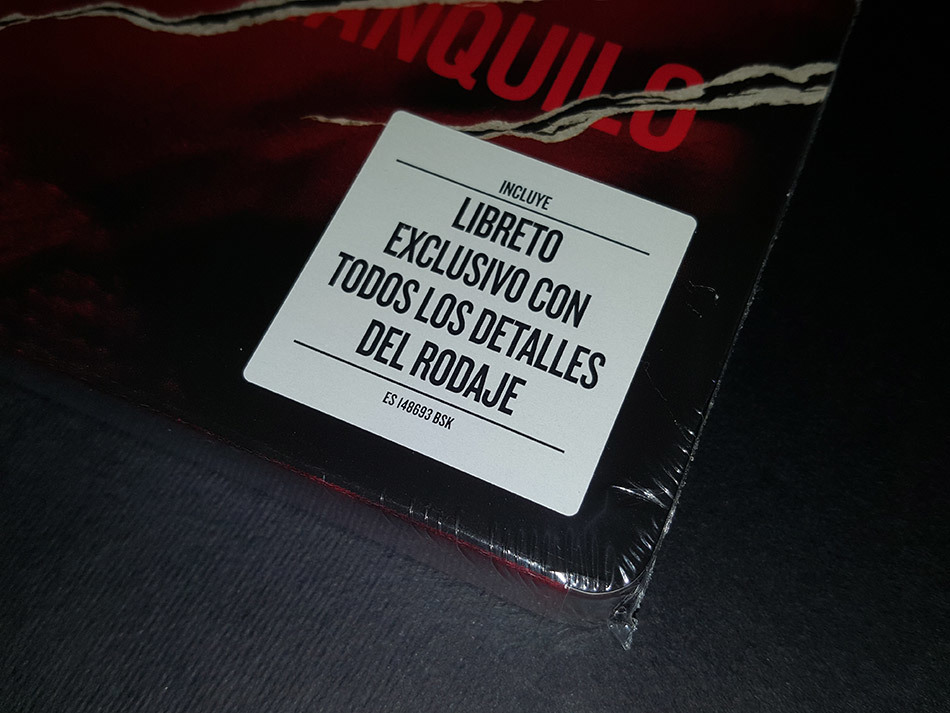 ANQUILO
INCLUYE
LIBRETO
EXCLUSIVO CON
TODOS LOS DETALLES
DEL RODAJE
ES 148693 BSK